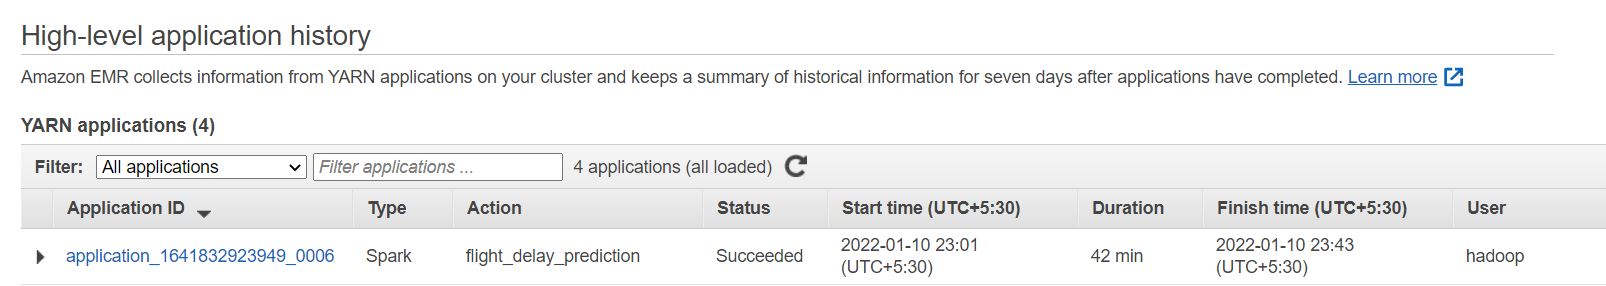 High-level application history
Amazon EMR collects information from YARN applications on your cluster and keeps a summary of historical information for seven days after applications have completed. Learn more
YARN applications (4)
Filter: All applications Filter applications ... 4 applications (all loaded)
Application ID Type Action Status Start time (UTC+5:30) Duration Finish time (UTC+5:30) User
application_1641832923949_0006 Spark flight_delay_prediction Succeeded 2022-01-10 23:01 (UTC+5:30) 42 min 2022-01-10 23:43 (UTC+5:30) hadoop